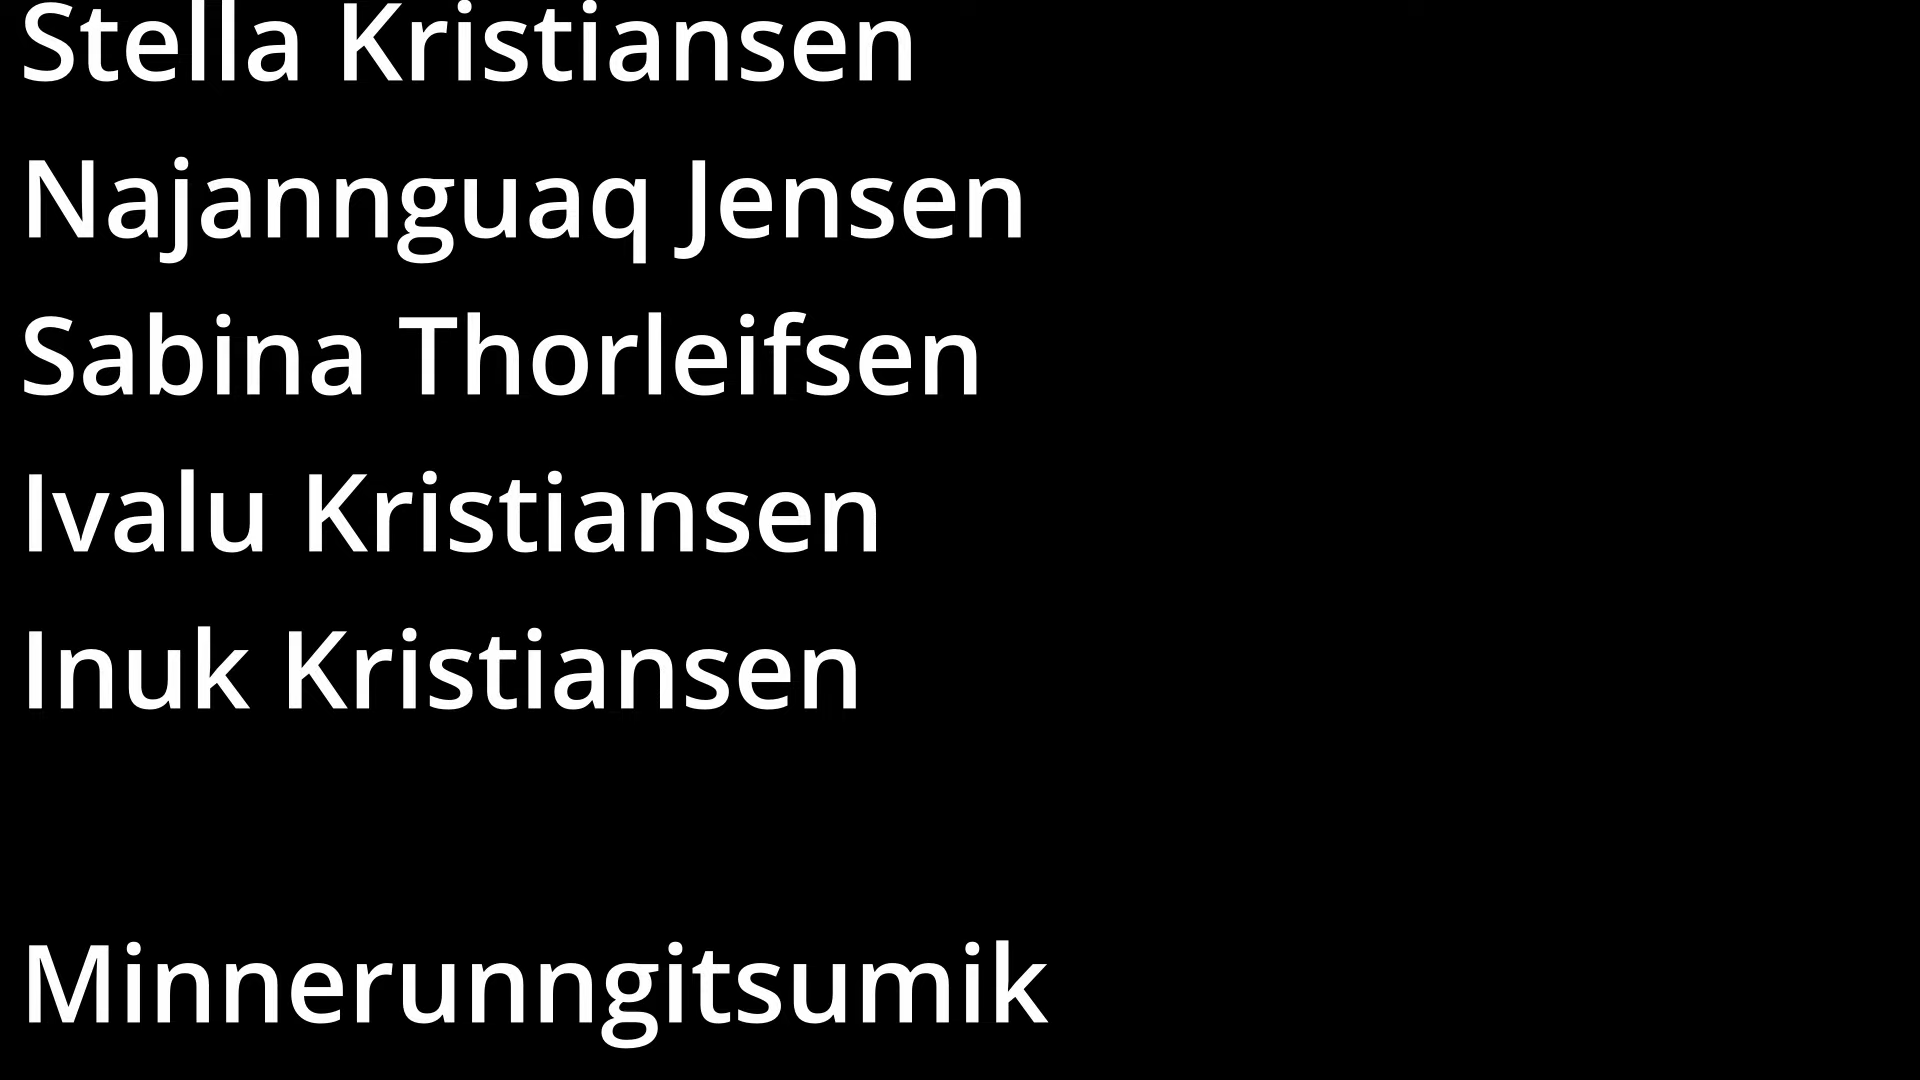 Stella Kristiansen
Najannguaq Jensen
Sabina Thorleifsen
Ivalu Kristiansen
Inuk Kristiansen
Minnerunngitsumik